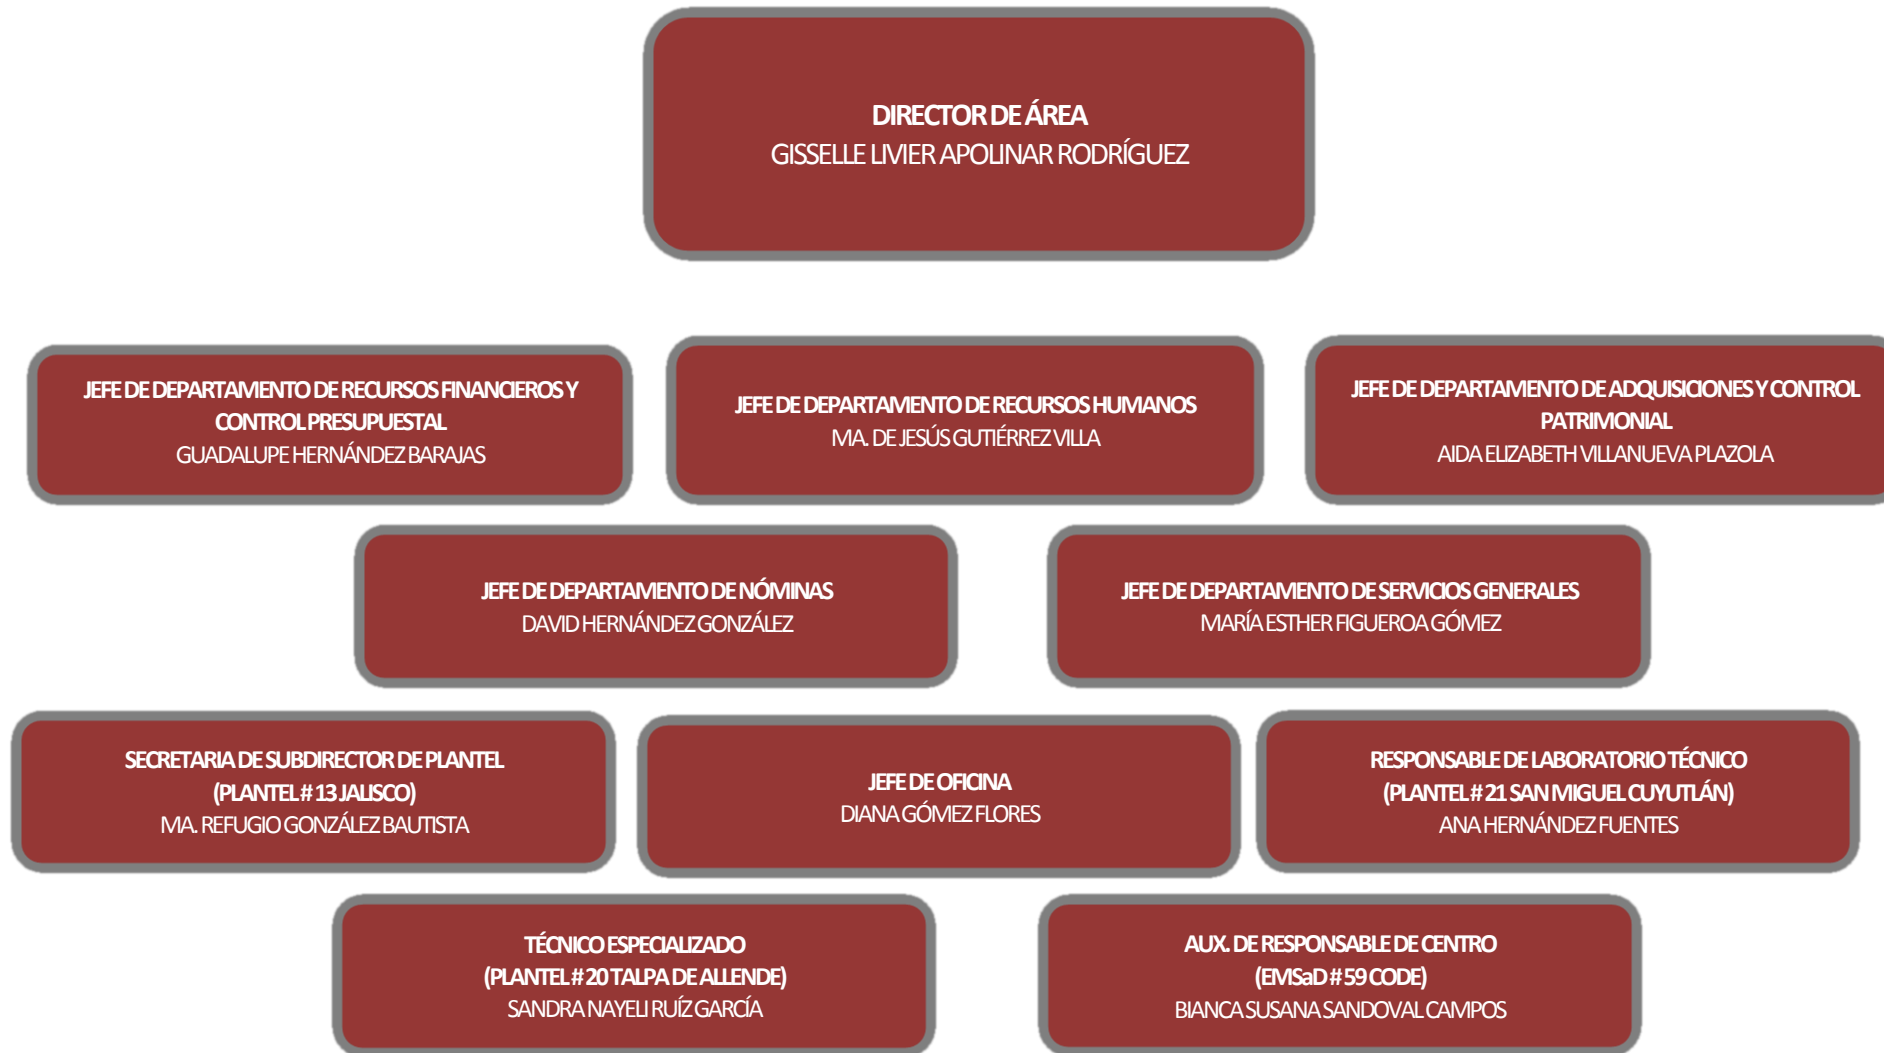 DIRECTOR DE ÁREA
GISSELLE LIVIER APOLINAR RODRÍGUEZ
JEFE DE DEPARTAMENTO DE RECURSOS FINANCIEROS Y
CONTROL PRESUPUESTAL
GUADALUPE HERNÁNDEZ BARAJAS
JEFE DE DEPARTAMENTO DE RECURSOS HUMANOS
MA. DE JESÚS GUTIÉRREZ VILLA
JEFE DE DEPARTAMENTO DE ADQUISICIONES Y CONTROL
PATRIMONIAL
AIDA ELIZABETH VILLANUEVA PLAZOLA
JEFE DE DEPARTAMENTO DE NÓMINAS
DAVID HERNÁNDEZ GONZÁLEZ
JEFE DE DEPARTAMENTO DE SERVICIOS GENERALES
MARÍA ESTHER FIGUEROA GÓMEZ
SECRETARIA DE SUBDIRECTOR DE PLANTEL
(PLANTEL # 13 JALISCO)
MA. REFUGIO GONZÁLEZ BAUTISTA
JEFE DE OFICINA
DIANA GÓMEZ FLORES
RESPONSABLE DE LABORATORIO TÉCNICO
(PLANTEL # 21 SAN MIGUEL CUYUTLÁN)
ANA HERNÁNDEZ FUENTES
TÉCNICO ESPECIALIZADO
(PLANTEL # 20 TALPA DE ALLENDE)
SANDRA NAYELI RUÍZ GARCÍA
AUX. DE RESPONSABLE DE CENTRO
(EMSaD # 59 CODE)
BIANCA SUSANA SANDOVAL CAMPOS